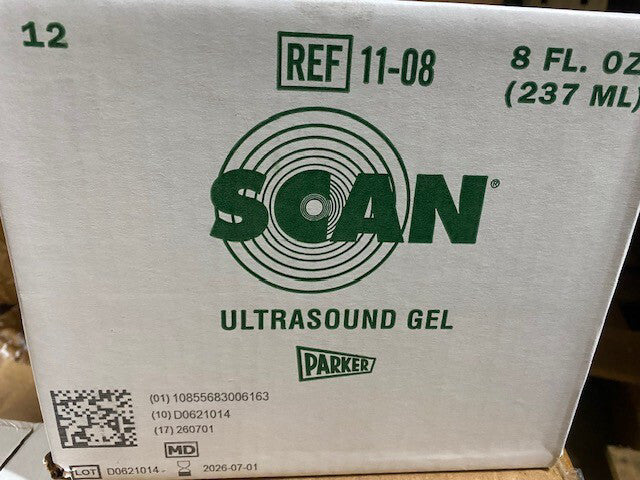 12
REF 11-08
8 FL. OZ
(237 ML)
SCAN®
ULTRASOUND GEL
PARKER
(01) 10855683006163
(10) D0621014
(17) 260701
MD
LOT D0621014- 2026-07-01